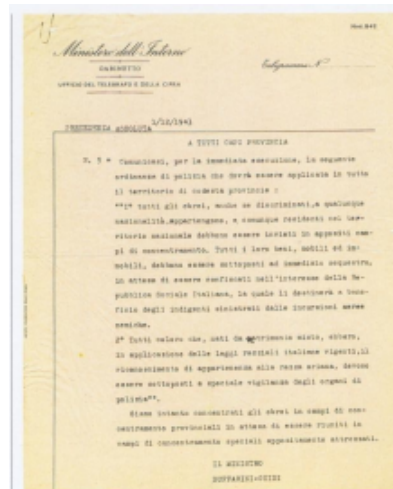 Mod. 842
Ministero dell'Interno
GABINETTO
UFFICIO DEL TELEGRAFO E DELLA CIFRA
Telegramma N
PRECEDENZA ASSOLUTA 1/12/1943
A TUTTI CAPI PROVINCIA
N. 5 " Comunicasi, per la immediata esecuzione, la seguente
ordinanza di polizia che dovrà essere applicata in tutto
il territorio di codesta provincia :
""1° tutti gli ebrei, anche se discriminati, a qualunque
nazionalità appartengano, e comunque residenti nel ter-
ritorio nazionale debbono essere inviati in appositi cam-
pi di concentramento. Tutti i loro beni, mobili ed im-
mobili, debbono essere sottoposti ad immediato sequestro,
in attesa di essere confiscati nell'interesse della Re-
pubblica Sociale Italiana, la quale li destinerà a bene-
ficio degli indigenti sinistrati dalle incursioni aeree
nemiche.
2° Tutti coloro che, nati da matrimonio misto, ebbero,
in applicazione delle leggi razziali italiane vigenti, il
riconoscimento di appartenenza alla razza ariana, devono
essere sottoposti a speciale vigilanza degli organi di
polizia"".
Siano intanto concentrati gli ebrei in campi di con-
centramento provinciali in attesa di essere riuniti in
campi di concentramento speciali appositamente attrezzati.
IL MINISTRO
BUFFARINI-GUIDI